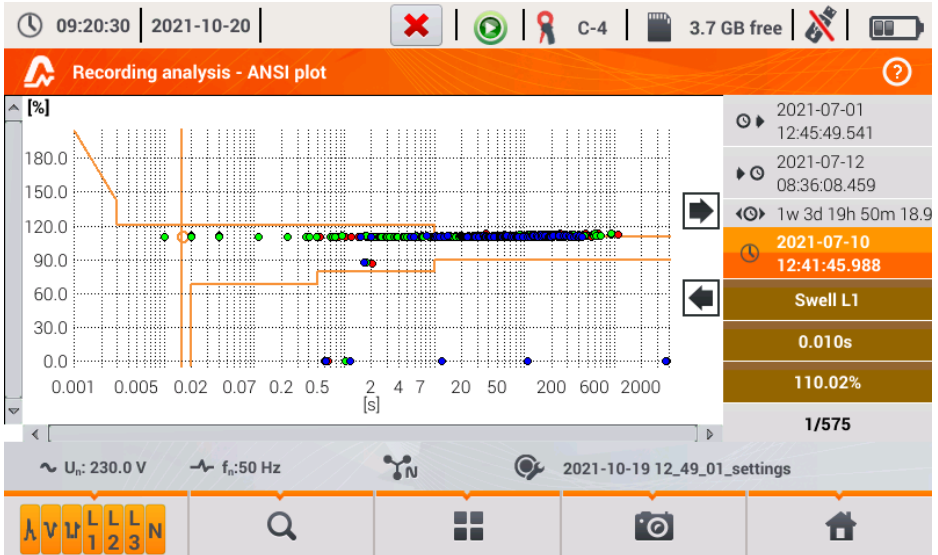 09:20:30 2021-10-20 C-4 3.7 GB free
Recording analysis - ANSI plot ?
[%]
180.0
150.0
120.0
90.0
60.0
30.0
0.0
0.001 0.005 0.02 0.07 0.2 0.5 2 4 7 20 50 200 600 2000
[s]
2021-07-01
12:45:49.541
2021-07-12
08:36:08.459
1w 3d 19h 50m 18.9
2021-07-10
12:41:45.988
Swell L1
0.010s
110.02%
1/575
Un: 230.0 V fn:50 Hz N 2021-10-19 12_49_01_settings
L1 L2 L3 N